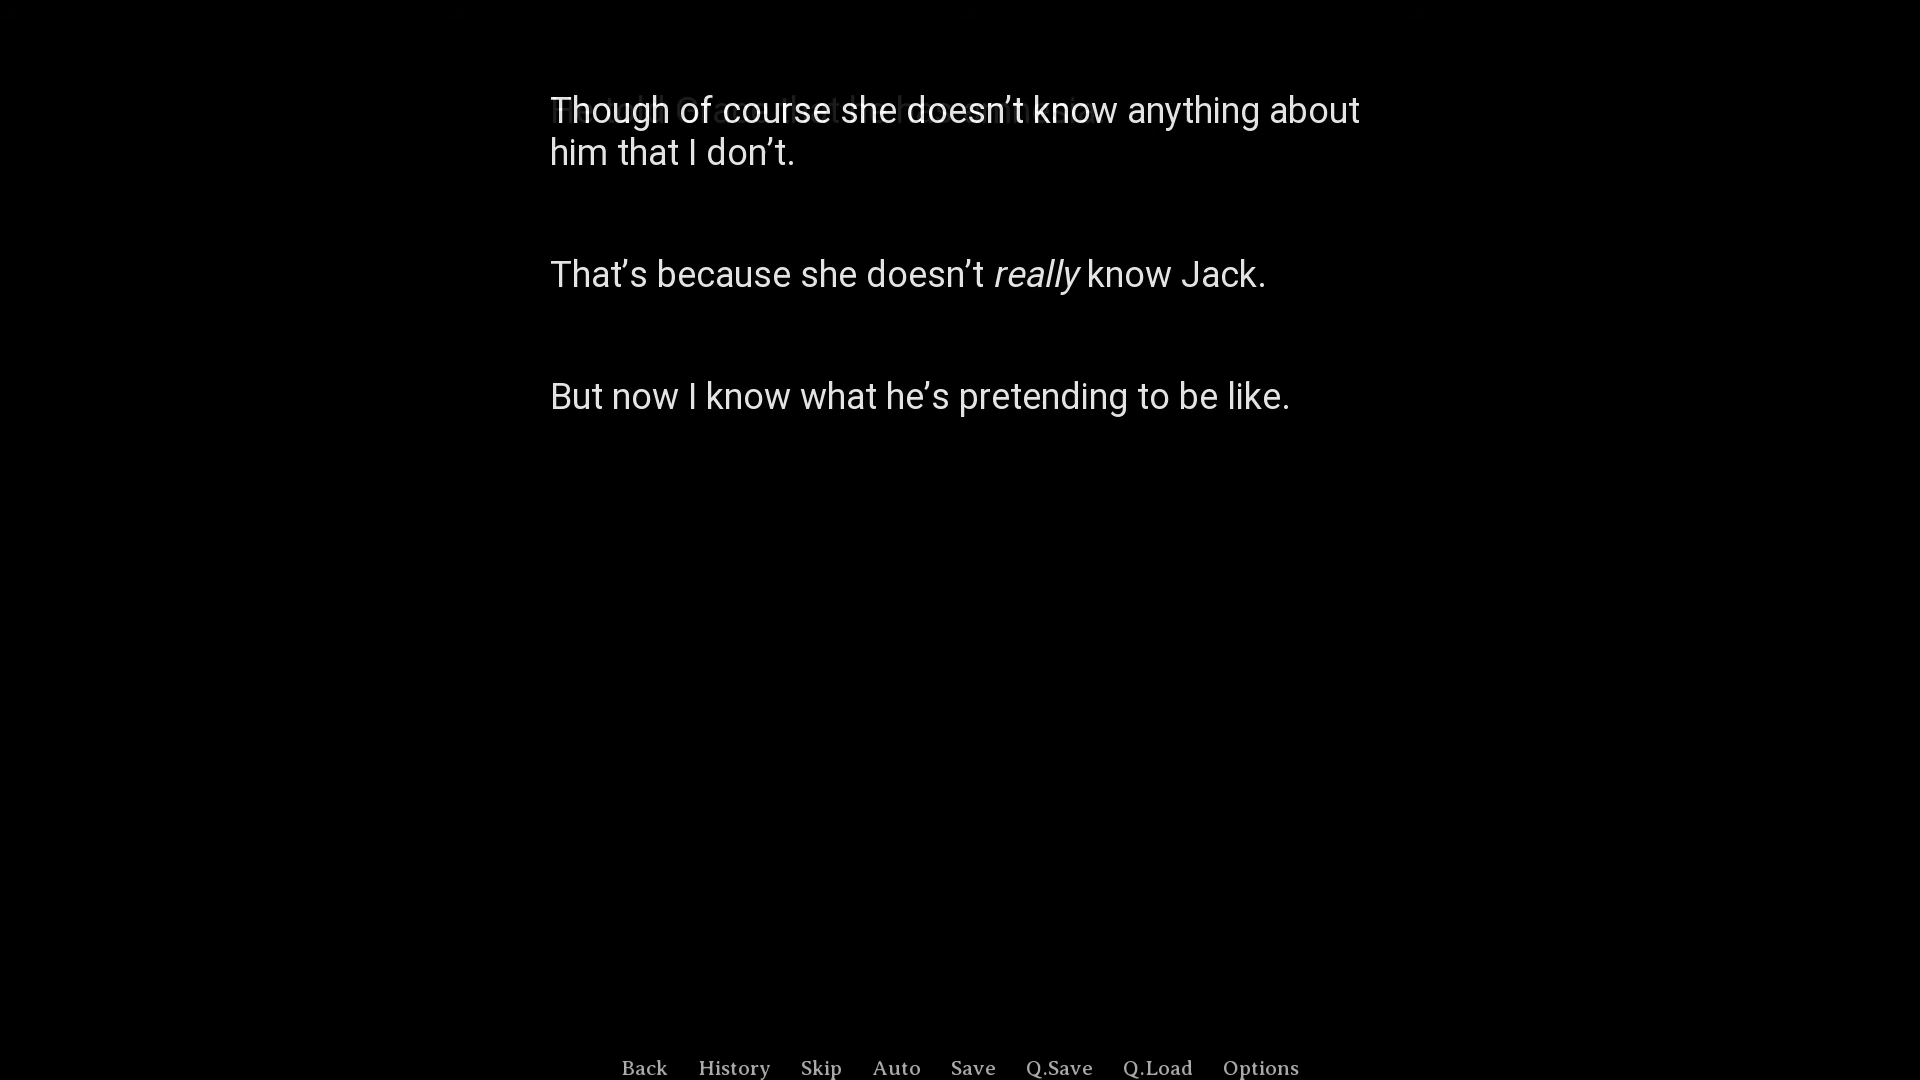 Though of course she doesn’t know anything about
him that I don’t.
That’s because she doesn’t really know Jack.
But now I know what he’s pretending to be like.
Back History Skip Auto Save Q.Save Q.Load Options